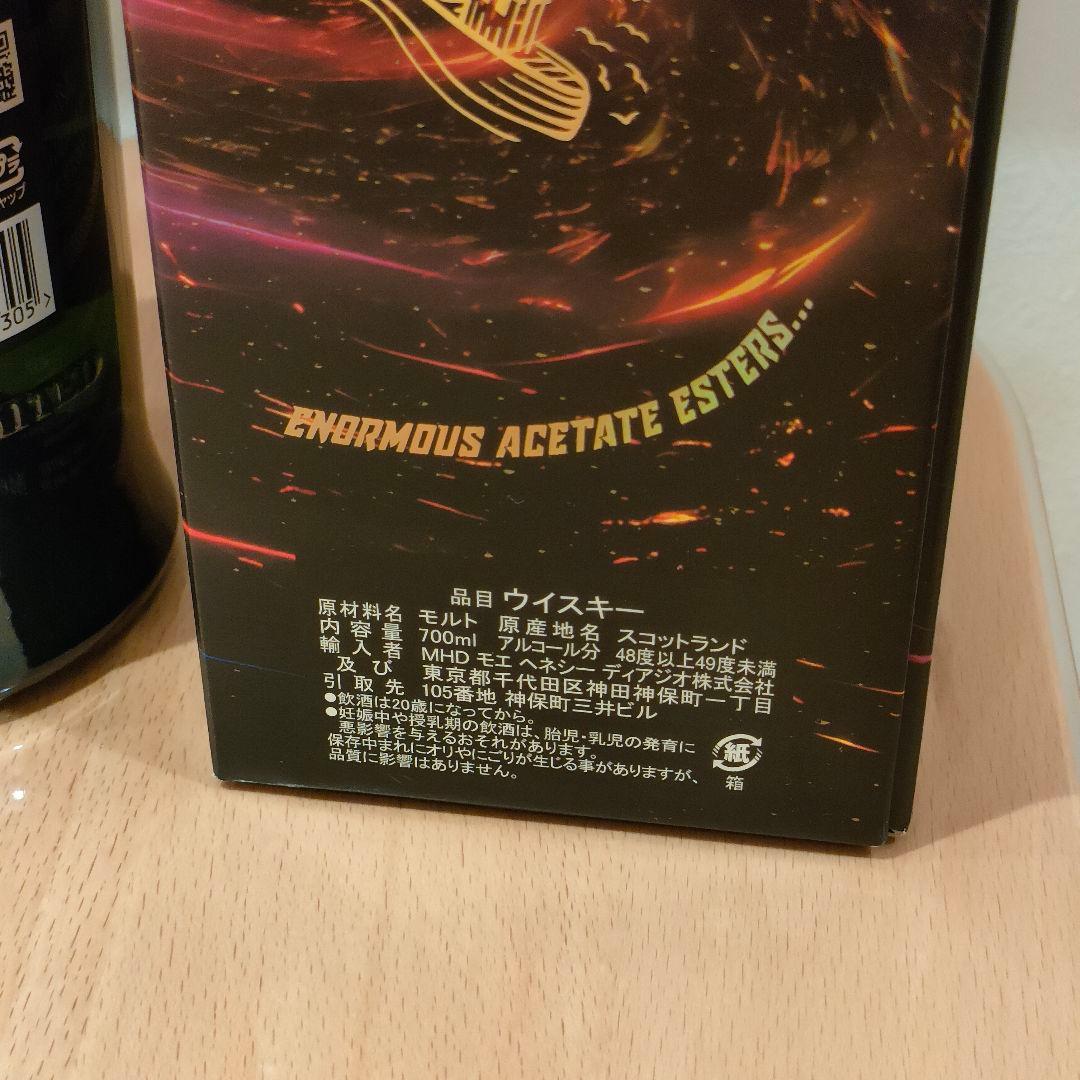 プラ
ャップ
305 >
ENORMOUS ACETATE ESTERS...
品目 ウイスキー
原材料名 モルト 原産地名 スコットランド
内容量 700ml アルコール分 48度以上49度未満
輸入者 MHD モエ ヘネシー ディアジオ株式会社
及び 東京都千代田区神田神保町一丁目
引取先 105番地 神保町三井ビル
●飲酒は20歳になってから。
●妊娠中や授乳期の飲酒は、胎児・乳児の発育に
悪影響を与えるおそれがあります。
保存中まれにオリやにごりが生じる事がありますが、
品質に影響はありません。
紙
箱